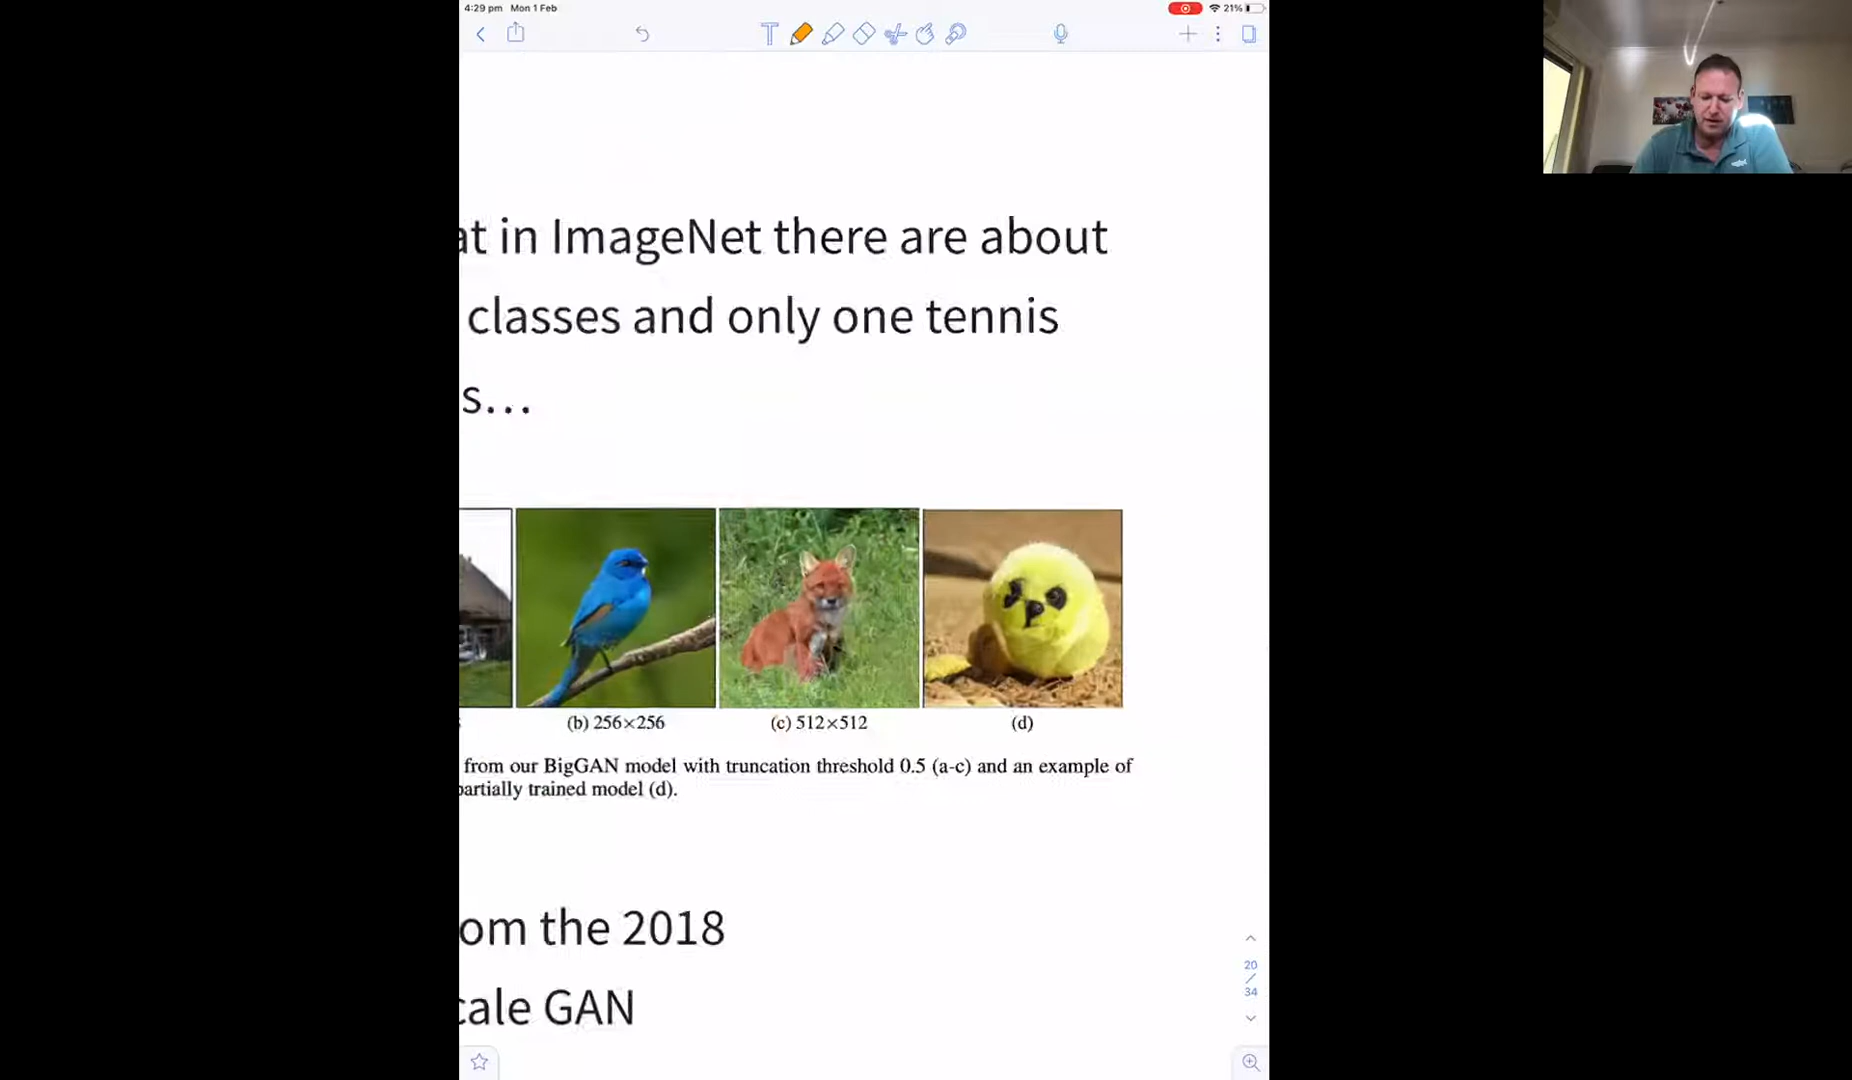 4:29 pm Mon 1 Feb
21%
at in ImageNet there are about
classes and only one tennis
s...
(b) 256×256
(c) 512×512
(d)
from our BigGAN model with truncation threshold 0.5 (a-c) and an example of
partially trained model (d).
om the 2018
cale GAN
20
/
34